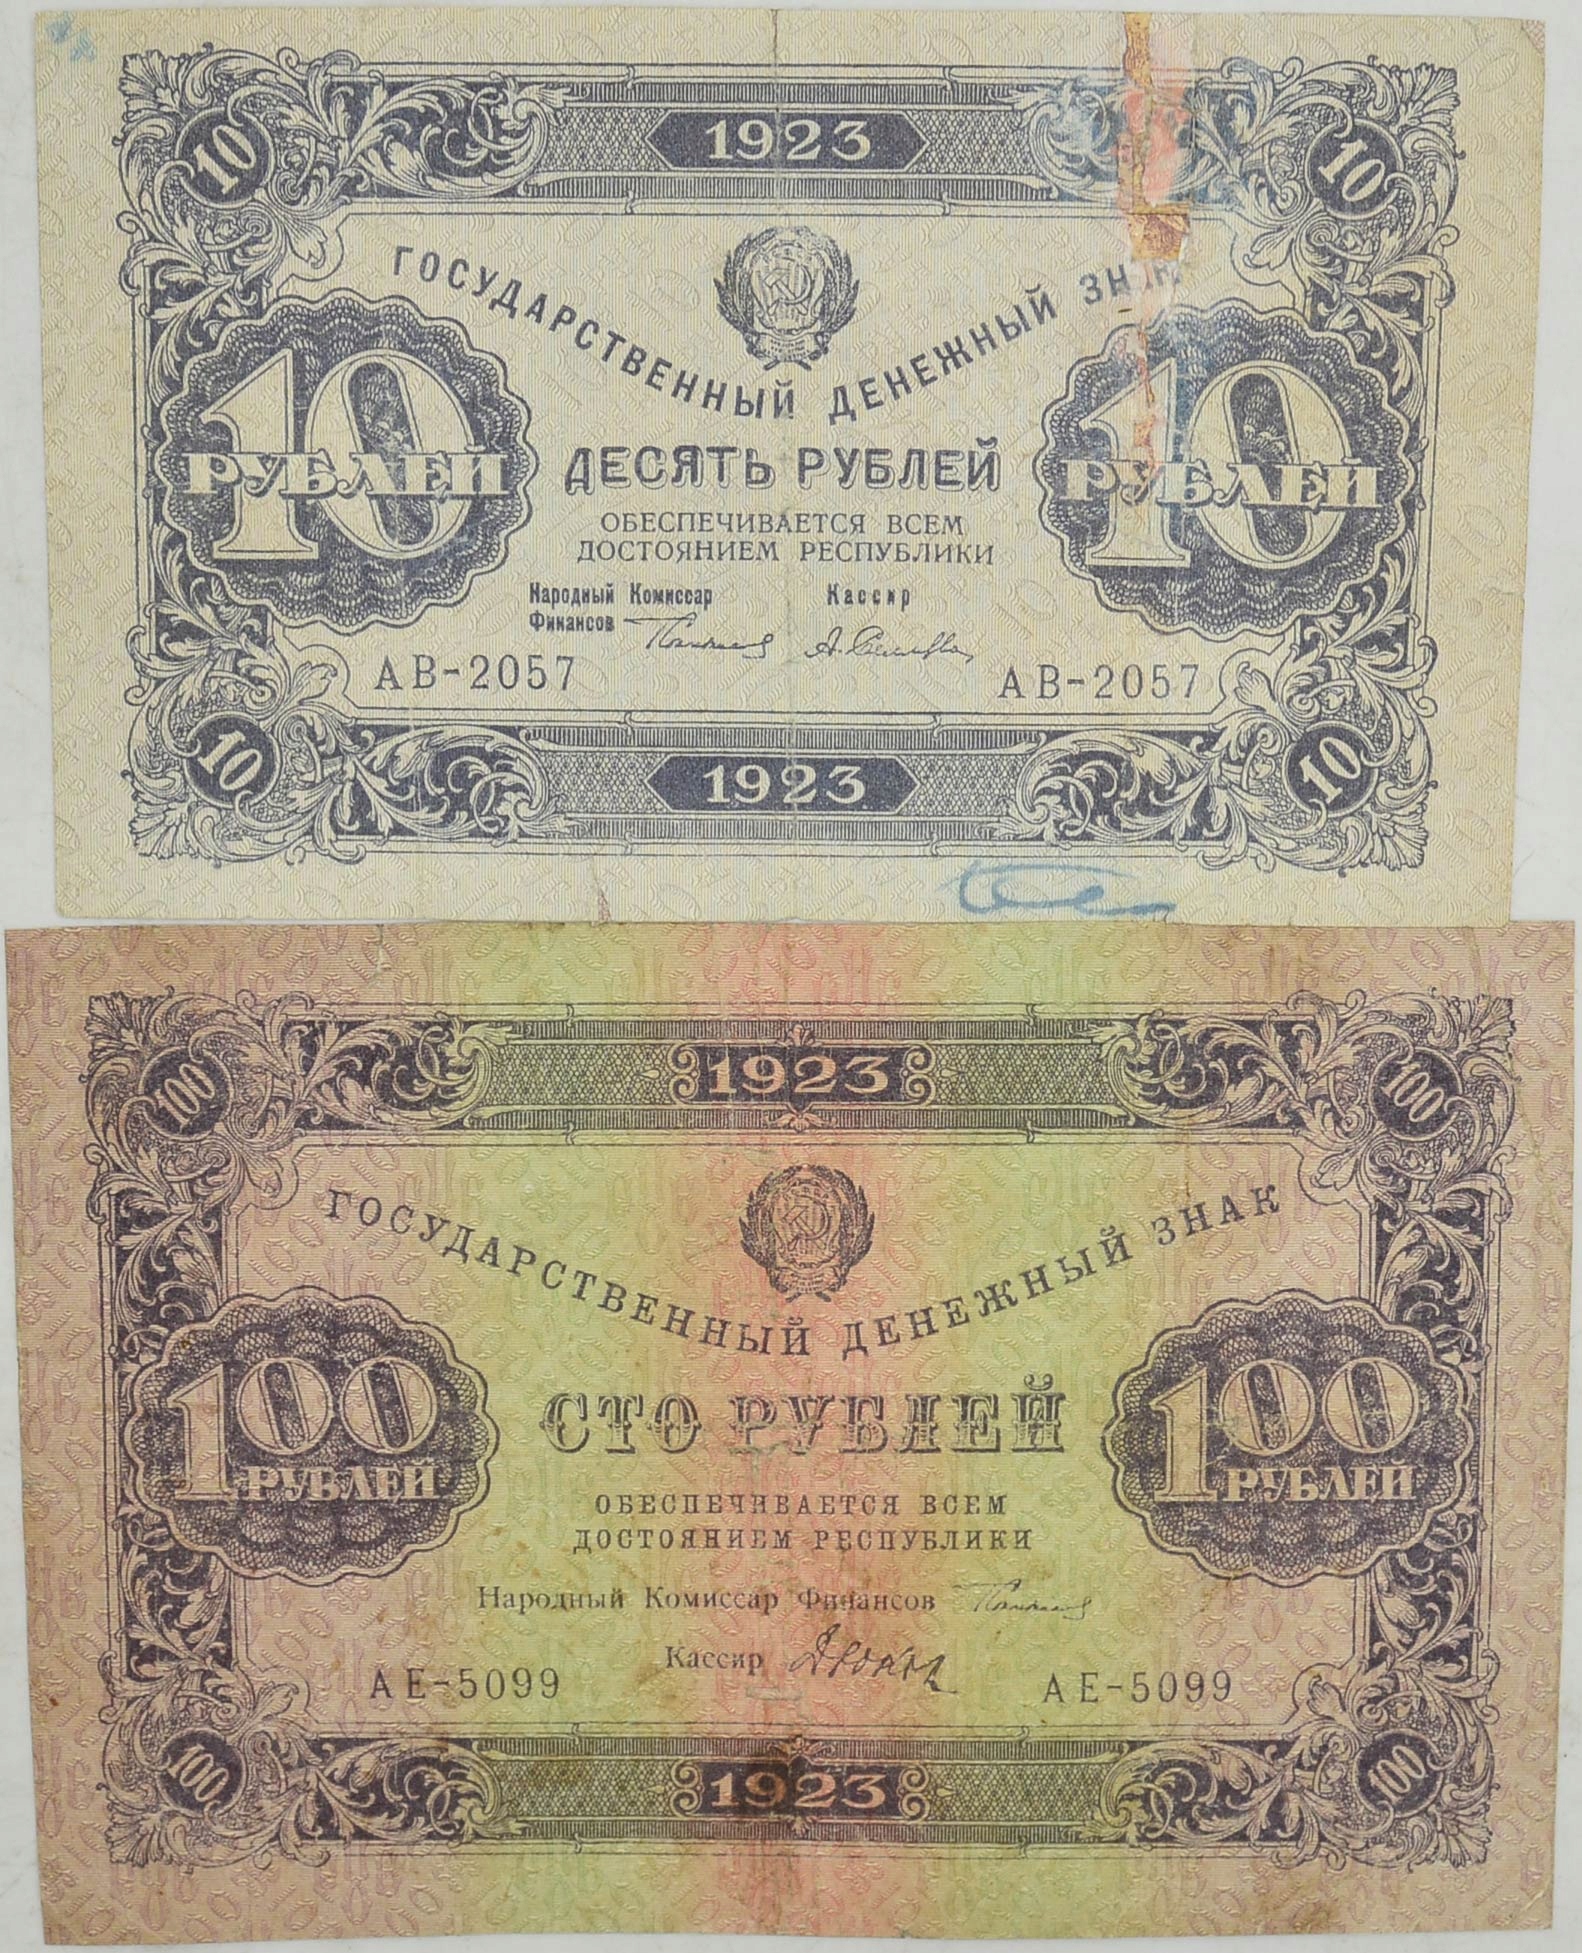 1923
10 10
ГОСУДАРСТВЕННЫЙ ДЕНЕЖНЫЙ ЗНАК
10 РУБЛЕЙ
ДЕСЯТЬ РУБЛЕЙ
10 РУБЛЕЙ
ОБЕСПЕЧИВАЕТСЯ ВСЕМ
ДОСТОЯНИЕМ РЕСПУБЛИКИ
Народный Комиссар
Финансов
Кассир
АВ-2057 АВ-2057
10 10
1923
1923
100 100
ГОСУДАРСТВЕННЫЙ ДЕНЕЖНЫЙ ЗНАК
100 РУБЛЕЙ
СТО РУБЛЕЙ
100 РУБЛЕЙ
ОБЕСПЕЧИВАЕТСЯ ВСЕМ
ДОСТОЯНИЕМ РЕСПУБЛИКИ
Народный Комиссар Финансов
Кассир
АЕ-5099 АЕ-5099
100 100
1923